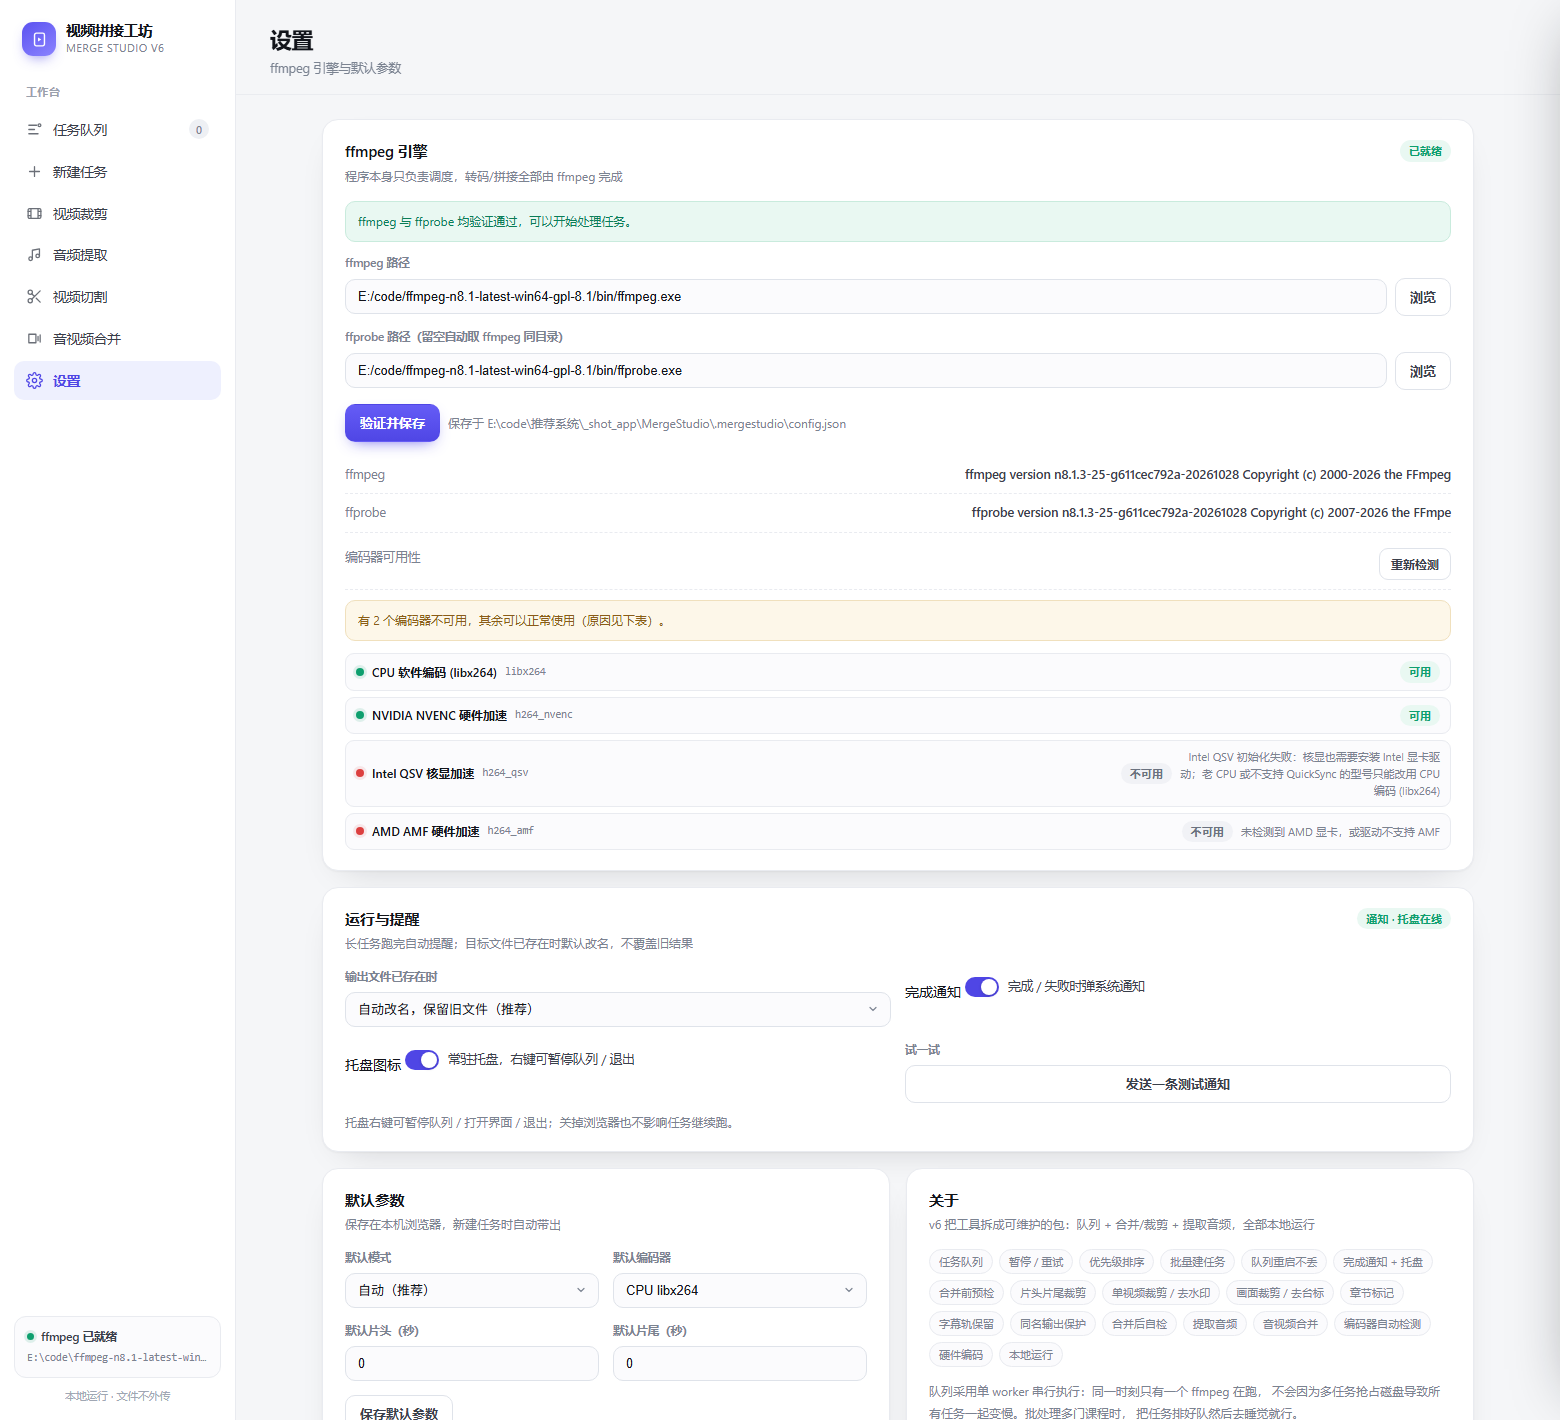 视频拼接工坊
MERGE STUDIO V6
工作台
任务队列
0
新建任务
视频裁剪
音频提取
视频切割
音视频合并
设置
ffmpeg 已就绪
E:\code\ffmpeg-n8.1-latest-win…
本地运行 · 文件不外传
设置
ffmpeg 引擎与默认参数
ffmpeg 引擎
已就绪
程序本身只负责调度，转码/拼接全部由 ffmpeg 完成
ffmpeg 与 ffprobe 均验证通过，可以开始处理任务。
ffmpeg 路径
E:/code/ffmpeg-n8.1-latest-win64-gpl-8.1/bin/ffmpeg.exe
浏览
ffprobe 路径（留空自动取 ffmpeg 同目录）
E:/code/ffmpeg-n8.1-latest-win64-gpl-8.1/bin/ffprobe.exe
浏览
验证并保存
保存于 E:\code\推荐系统\_shot_app\MergeStudio\.mergestudio\config.json
ffmpeg
ffmpeg version n8.1.3-25-g611cec792a-20261028 Copyright (c) 2000-2026 the FFmpeg
ffprobe
ffprobe version n8.1.3-25-g611cec792a-20261028 Copyright (c) 2007-2026 the FFmpe
编码器可用性
重新检测
有 2 个编码器不可用，其余可以正常使用（原因见下表）。
CPU 软件编码 (libx264)
libx264
可用
NVIDIA NVENC 硬件加速
h264_nvenc
可用
Intel QSV 核显加速
h264_qsv
不可用
Intel QSV 初始化失败：核显也需要安装 Intel 显卡驱
动；老 CPU 或不支持 QuickSync 的型号只能改用 CPU
编码 (libx264)
AMD AMF 硬件加速
h264_amf
不可用
未检测到 AMD 显卡，或驱动不支持 AMF
运行与提醒
通知 · 托盘在线
长任务跑完自动提醒；目标文件已存在时默认改名，不覆盖旧结果
输出文件已存在时
自动改名，保留旧文件（推荐）
完成通知
完成 / 失败时弹系统通知
托盘图标
常驻托盘，右键可暂停队列 / 退出
试一试
发送一条测试通知
托盘右键可暂停队列 / 打开界面 / 退出；关掉浏览器也不影响任务继续跑。
默认参数
保存在本机浏览器，新建任务时自动带出
默认模式
默认编码器
自动（推荐）
CPU libx264
默认片头（秒）
默认片尾（秒）
0
0
保存默认参数
关于
v6 把工具拆成可维护的包：队列 + 合并/裁剪 + 提取音频，全部本地运行
任务队列
暂停 / 重试
优先级排序
批量建任务
队列重启不丢
完成通知 + 托盘
合并前预检
片头片尾裁剪
单视频裁剪 / 去水印
画面裁剪 / 去台标
章节标记
字幕轨保留
同名输出保护
合并后自检
提取音频
音视频合并
编码器自动检测
硬件编码
本地运行
队列采用单 worker 串行执行：同一时刻只有一个 ffmpeg 在跑， 不会因为多任务抢占磁盘导致所
有任务一起变慢。批处理多门课程时， 把任务排好队然后去睡觉就行。